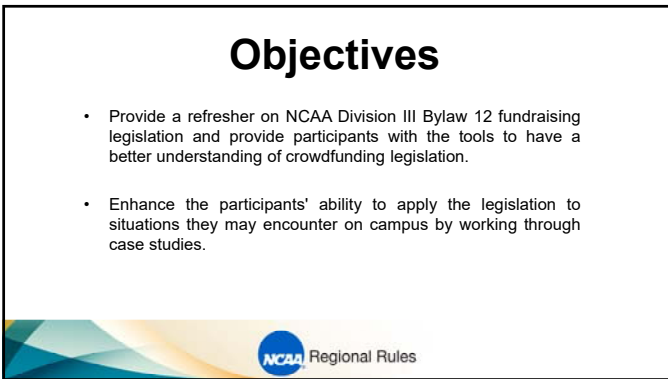 Objectives
• Provide a refresher on NCAA Division III Bylaw 12 fundraising
legislation and provide participants with the tools to have a
better understanding of crowdfunding legislation.
• Enhance the participants' ability to apply the legislation to
situations they may encounter on campus by working through
case studies.
NCAA Regional Rules